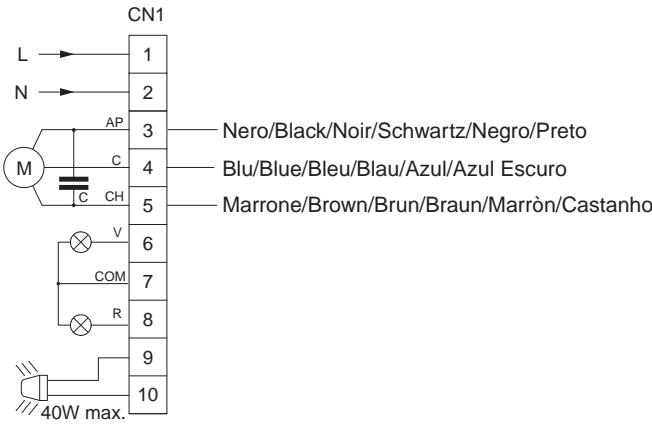 CN1
L 1
N 2
AP 3 Nero/Black/Noir/Schwartz/Negro/Preto
M C 4 Blu/Blue/Bleu/Blau/Azul/Azul Escuro
C CH 5 Marrone/Brown/Brun/Braun/Marròn/Castanho
V 6
COM 7
R 8
9
10
40W max.